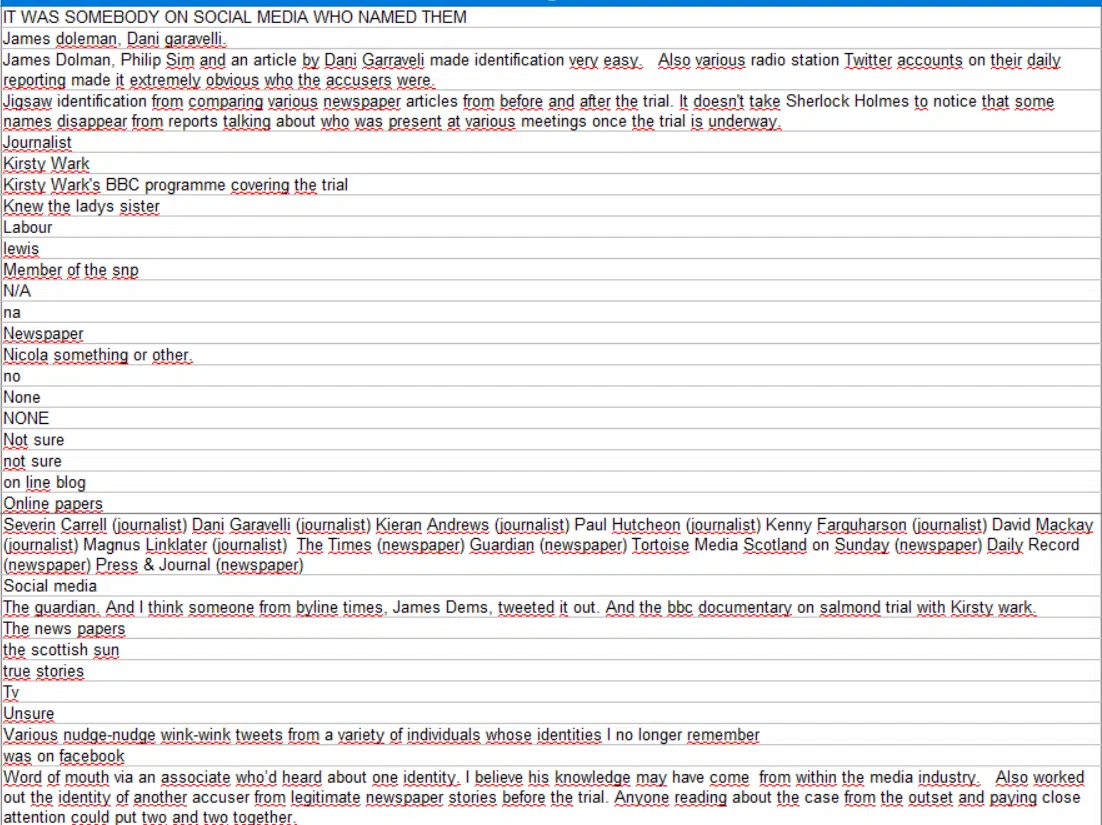 IT WAS SOMEBODY ON SOCIAL MEDIA WHO NAMED THEM
James doleman, Dani garavelli.
James Dolman, Philip Sim and an article by Dani Garraveli made identification very easy.   Also various radio station Twitter accounts on their daily
reporting made it extremely obvious who the accusers were.
Jigsaw identification from comparing various newspaper articles from before and after the trial. It doesn't take Sherlock Holmes to notice that some
names disappear from reports talking about who was present at various meetings once the trial is underway.
Journalist
Kirsty Wark
Kirsty Wark's BBC programme covering the trial
Knew the ladys sister
Labour
lewis
Member of the snp
N/A
na
Newspaper
Nicola something or other.
no
None
NONE
Not sure
not sure
on line blog
Online papers
Severin Carrell (journalist) Dani Garavelli (journalist) Kieran Andrews (journalist) Paul Hutcheon (journalist) Kenny Farquharson (journalist) David Mackay
(journalist) Magnus Linklater (journalist)  The Times (newspaper) Guardian (newspaper) Tortoise Media Scotland on Sunday (newspaper) Daily Record
(newspaper) Press & Journal (newspaper)
Social media
The guardian. And I think someone from byline times, James Dems, tweeted it out. And the bbc documentary on salmond trial with Kirsty wark.
The news papers
the scottish sun
true stories
Tv
Unsure
Various nudge-nudge wink-wink tweets from a variety of individuals whose identities I no longer remember
was on facebook
Word of mouth via an associate who'd heard about one identity. I believe his knowledge may have come  from within the media industry.   Also worked
out the identity of another accuser from legitimate newspaper stories before the trial. Anyone reading about the case from the outset and paying close
attention could put two and two together.